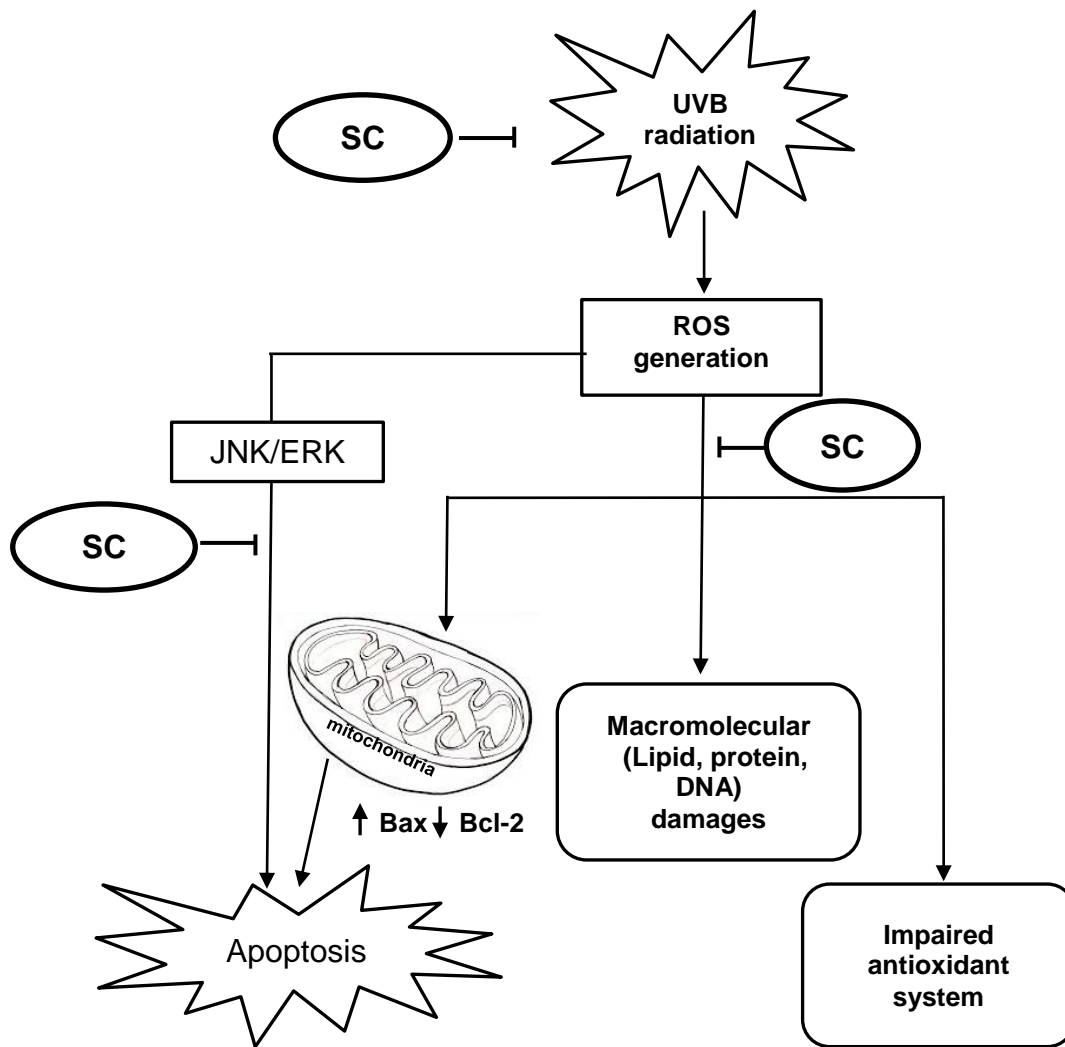 UVB
radiation
SC
ROS
generation
JNK/ERK
SC
SC
mitochondria
Bax
Bcl-2
Macromolecular
(Lipid, protein,
DNA)
damages
Apoptosis
Impaired
antioxidant
system